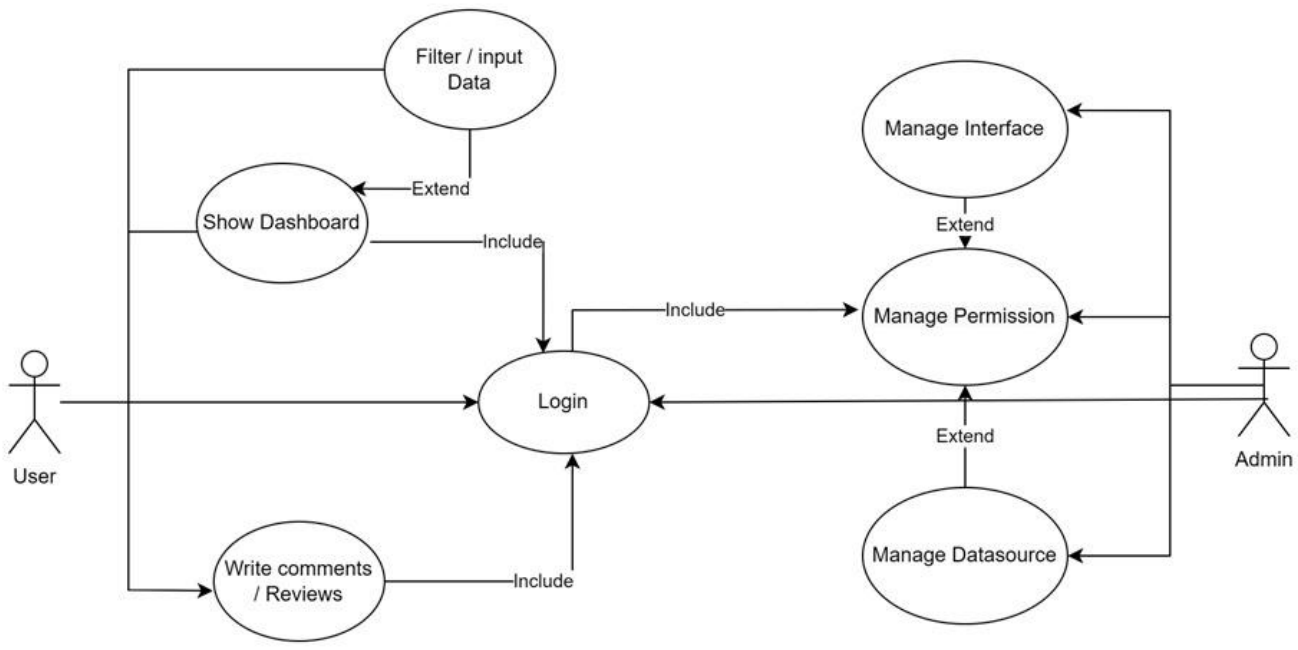 Filter / input
Data
Manage Interface
Extend
Show Dashboard
Extend
Include
Include
Manage Permission
Login
Extend
User
Admin
Write comments
/ Reviews
Include
Manage Datasource